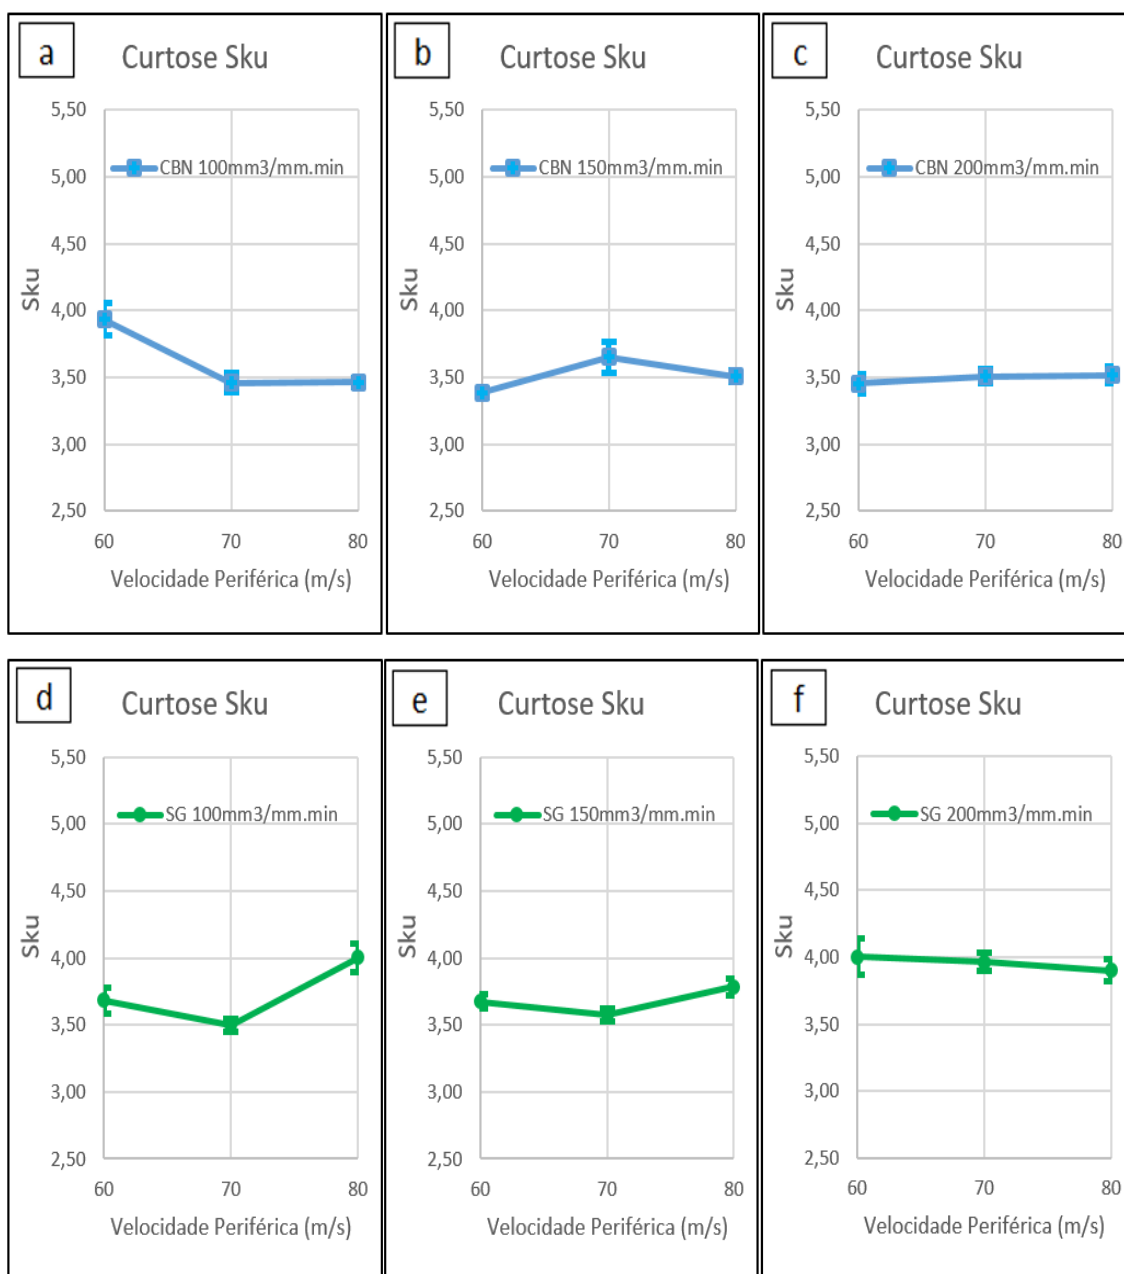 a
Curtose Sku
5,50
CBN 100mm3/mm.min
5,00
4,50
Sku
4,00
3,50
3,00
2,50
60 70 80
Velocidade Periférica (m/s)
b
Curtose Sku
5,50
CBN 150mm3/mm.min
5,00
4,50
Sku
4,00
3,50
3,00
2,50
60 70 80
Velocidade Periférica (m/s)
c
Curtose Sku
5,50
CBN 200mm3/mm.min
5,00
4,50
Sku
4,00
3,50
3,00
2,50
60 70 80
Velocidade Periférica (m/s)
d
Curtose Sku
5,50
SG 100mm3/mm.min
5,00
4,50
Sku
4,00
3,50
3,00
2,50
60 70 80
Velocidade Periférica (m/s)
e
Curtose Sku
5,50
SG 150mm3/mm.min
5,00
4,50
Sku
4,00
3,50
3,00
2,50
60 70 80
Velocidade Periférica (m/s)
f
Curtose Sku
5,50
SG 200mm3/mm.min
5,00
4,50
Sku
4,00
3,50
3,00
2,50
60 70 80
Velocidade Periférica (m/s)